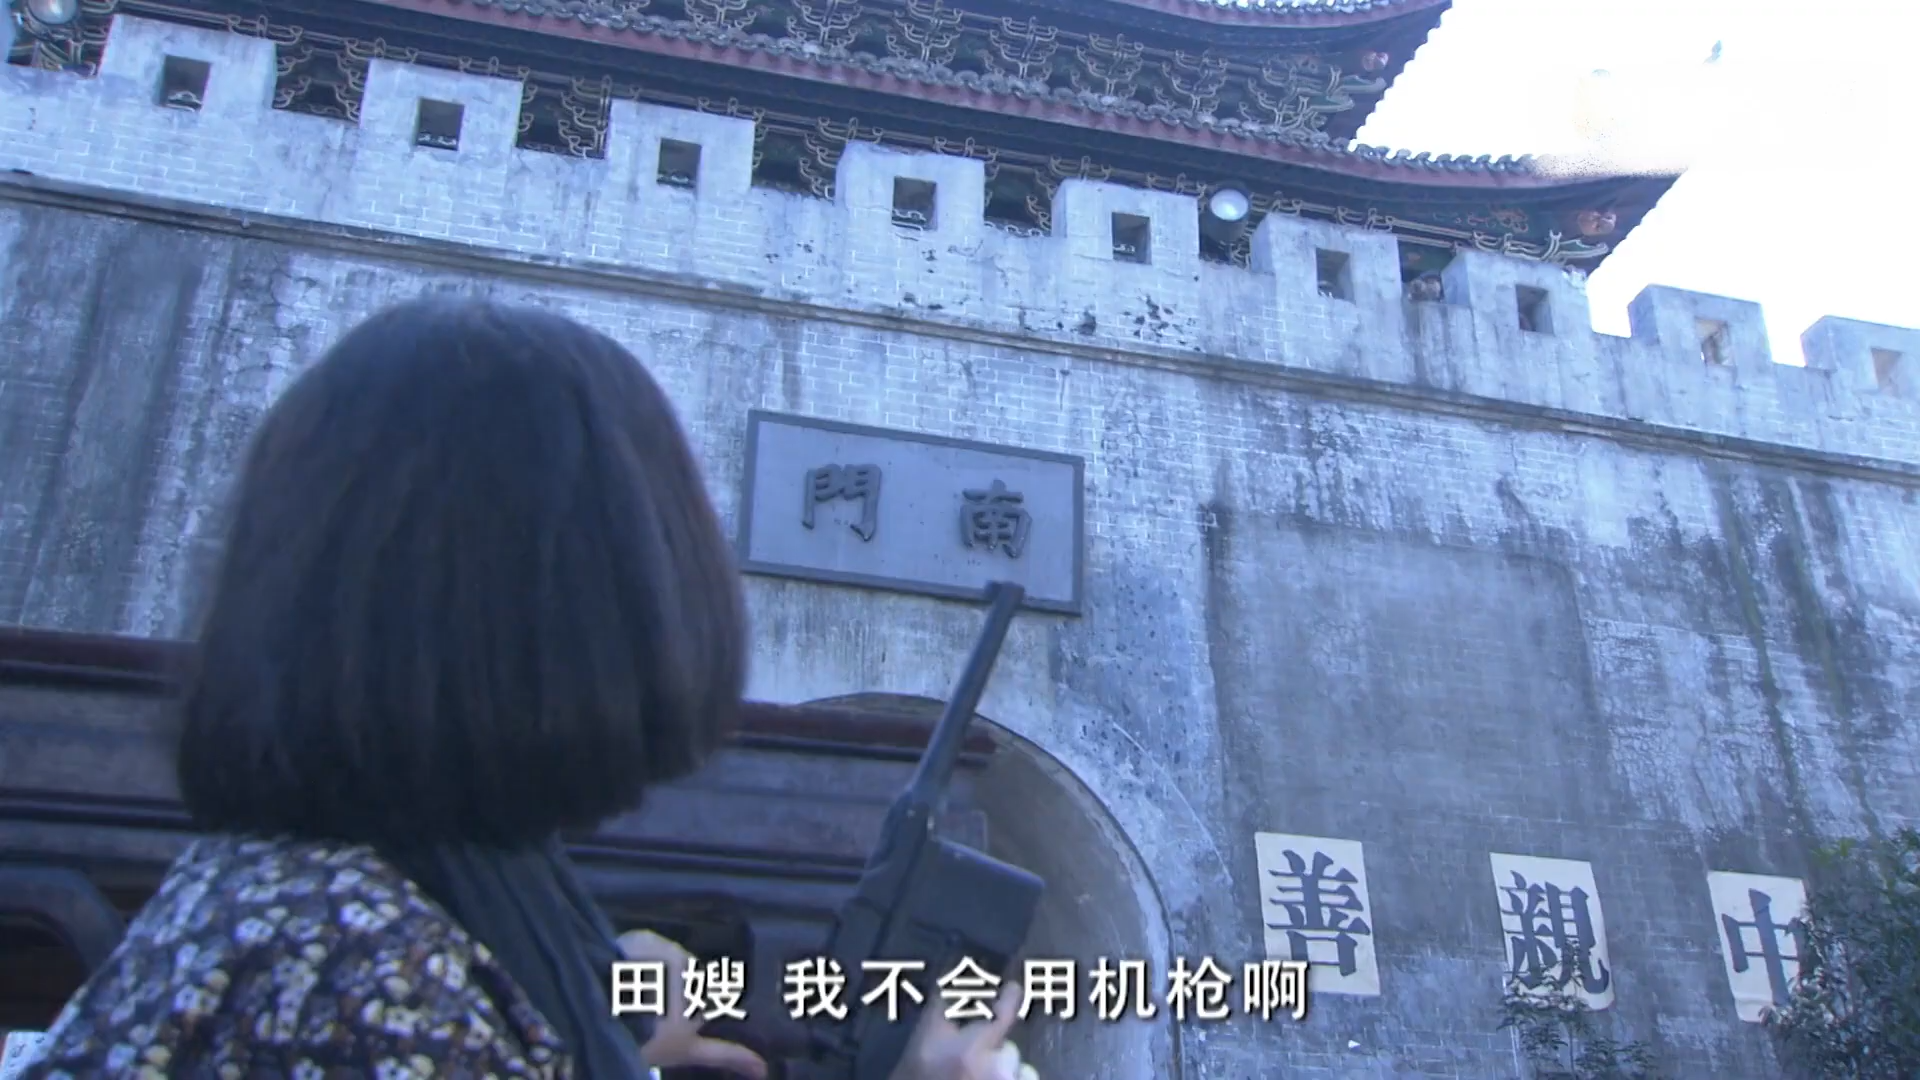 南門
中親善
田嫂 我不会用机枪啊